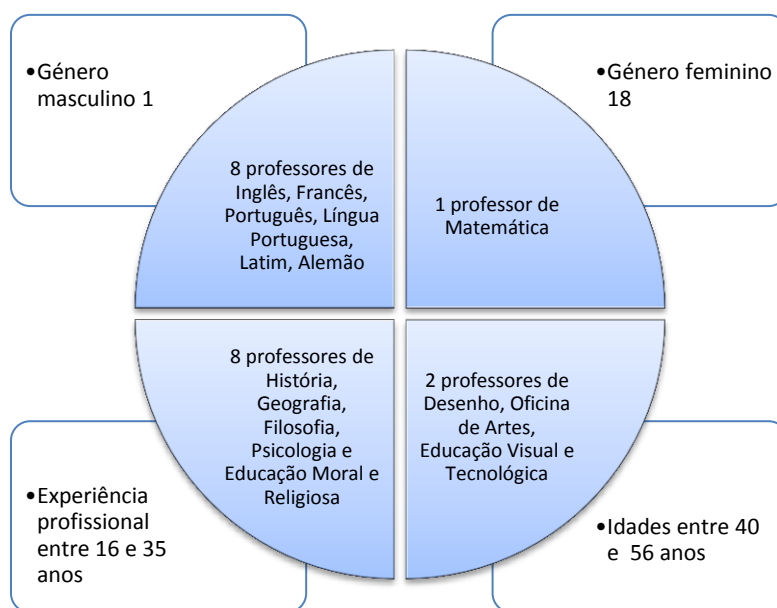 •Género
masculino 1
•Género feminino
18
8 professores de
Inglês, Francês,
Português, Língua
Portuguesa,
Latim, Alemão
1 professor de
Matemática
8 professores de
História,
Geografia,
Filosofia,
Psicologia e
Educação Moral e
Religiosa
2 professores de
Desenho, Oficina
de Artes,
Educação Visual e
Tecnológica
•Experiência
profissional
entre 16 e 35
anos
•Idades entre 40
e 56 anos